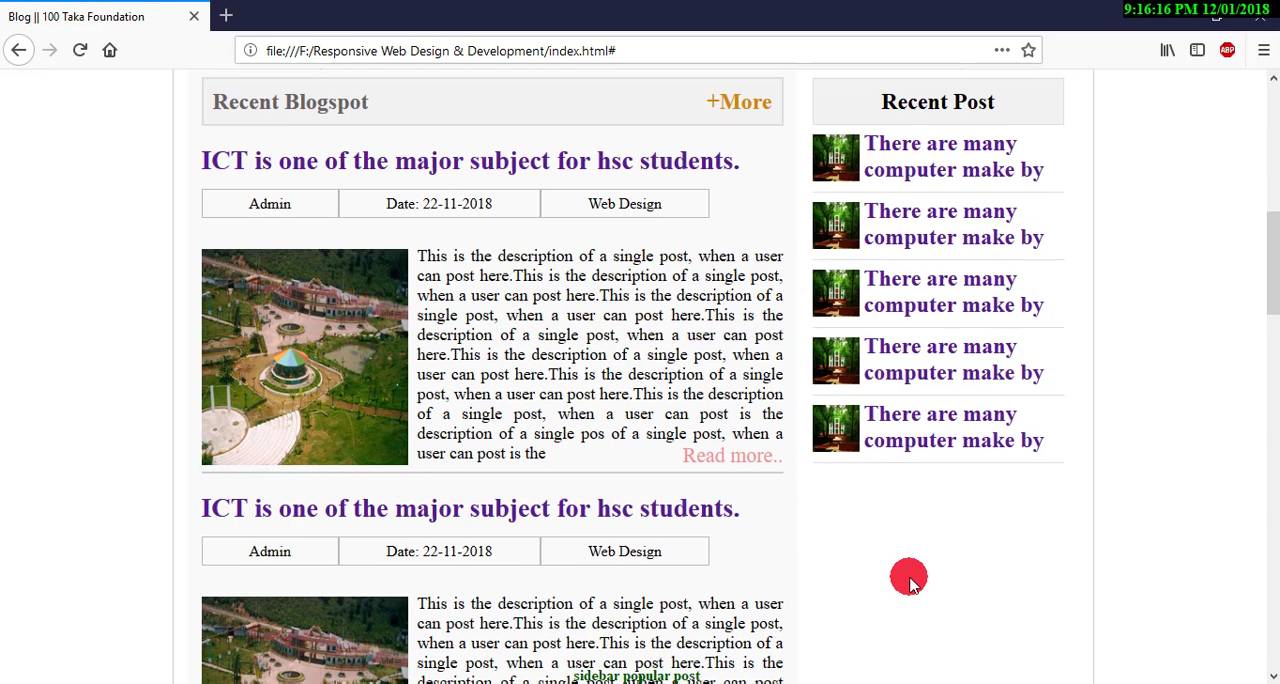 Blog || 100 Taka Foundation
9:16:16 PM 12/01/2018
file:///F:/Responsive Web Design & Development/index.html#
ABP
Recent Blogspot
+More
ICT is one of the major subject for hsc students.
Admin
Date: 22-11-2018
Web Design
This is the description of a single post, when a user
can post here.This is the description of a single post,
when a user can post here.This is the description of a
single post, when a user can post here.This is the
description of a single post, when a user can post
here.This is the description of a single post, when a
user can post here.This is the description of a single
post, when a user can post here.This is the description
of a single post, when a user can post is the
description of a single pos of a single post, when a
user can post is the
Read more..
ICT is one of the major subject for hsc students.
Admin
Date: 22-11-2018
Web Design
This is the description of a single post, when a user
can post here.This is the description of a single post,
when a user can post here.This is the description of a
single post, when a user can post here.This is the
description of a single post, when a user can post
sidebar popular post
Recent Post
There are many
computer make by
There are many
computer make by
There are many
computer make by
There are many
computer make by
There are many
computer make by